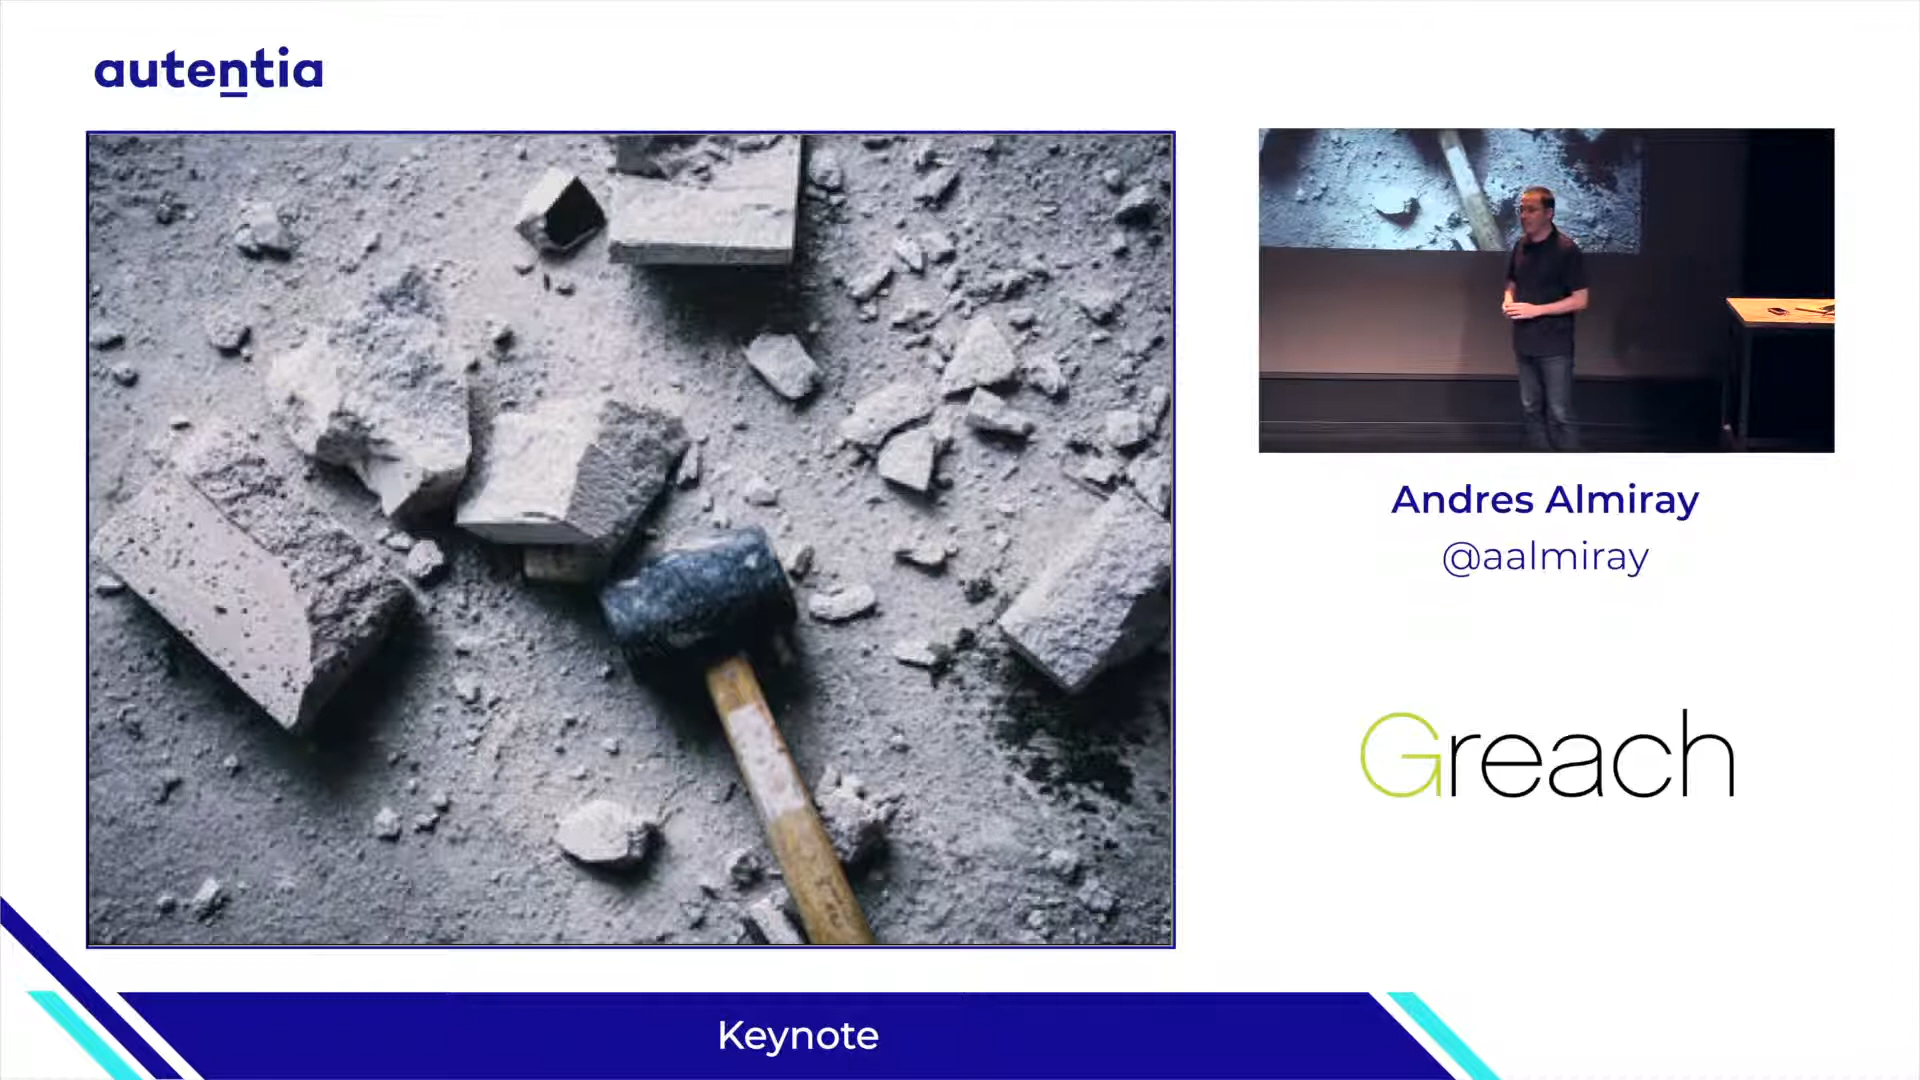 autentia
Andres Almiray
@aalmiray
Greach
Keynote